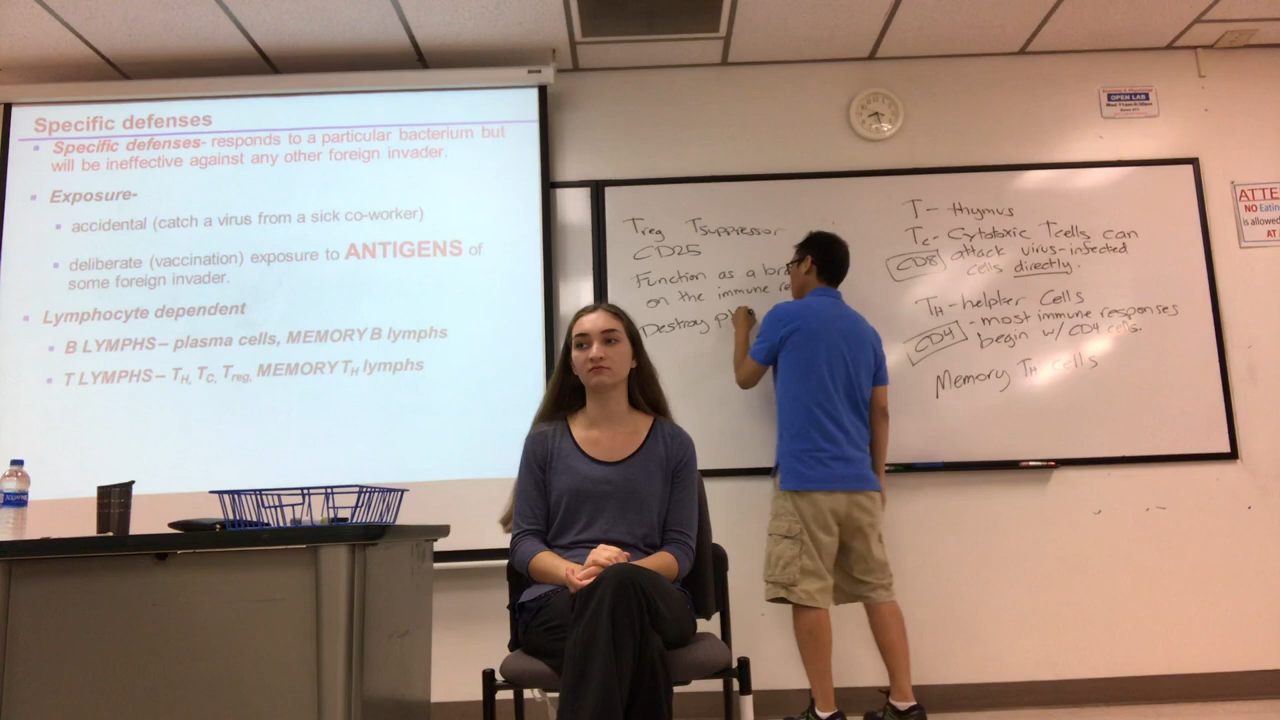 Specific defenses
Specific defenses- responds to a particular bacterium but
will be ineffective against any other foreign invader.
Exposure-
accidental (catch a virus from a sick co-worker)
deliberate (vaccination) exposure to ANTIGENS of
some foreign invader.
Lymphocyte dependent
B LYMPHS – plasma cells, MEMORY B lymphs
T LYMPHS – TH, TC, Treg, MEMORY TH lymphs
Treg Tsuppressor
CD25
Function as a
on the immune
Destroy
T - thymus
Tc - Cytotoxic Tcells can
CD8 attack virus-infected
cells directly.
TH - helper Cells
CD4 - most immune responses
begin w/ CD4 cells.
Memory TH cells
OPEN LAB
ATTE
NO Eatin
is allowed